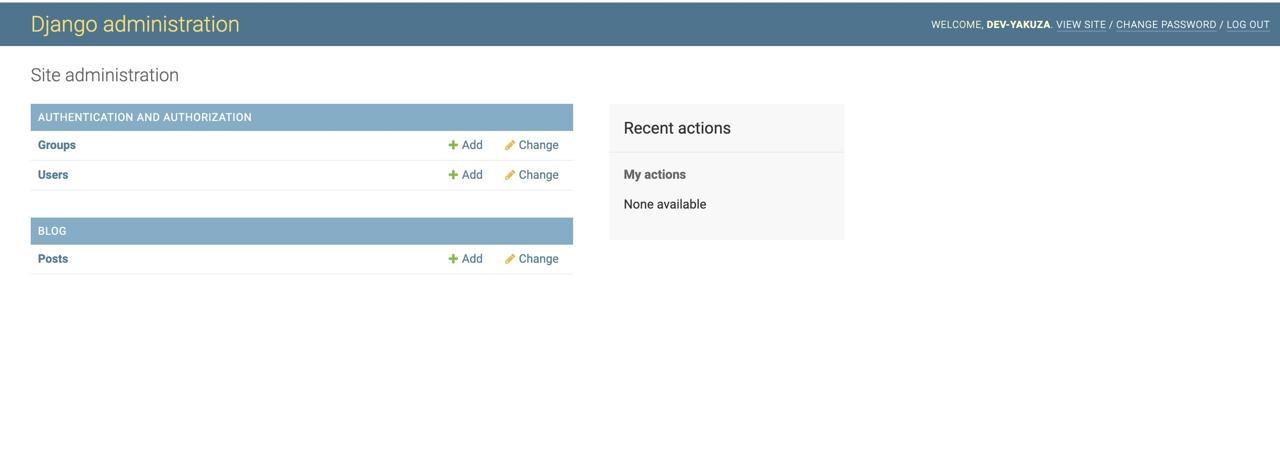 Django administration
WELCOME, DEV-YAKUZA. VIEW SITE / CHANGE PASSWORD / LOG OUT
Site administration
AUTHENTICATION AND AUTHORIZATION
Groups Add Change
Users Add Change
BLOG
Posts Add Change
Recent actions
My actions
None available